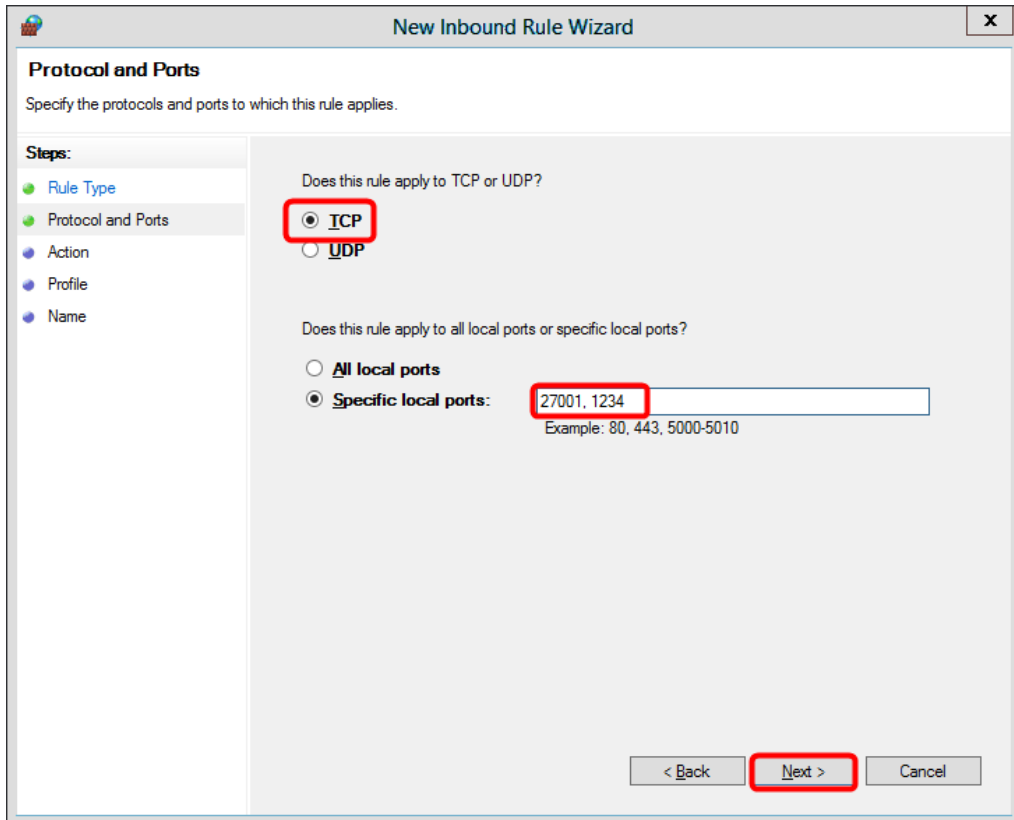 New Inbound Rule Wizard
x
Protocol and Ports
Specify the protocols and ports to which this rule applies.
Steps:
Rule Type
Protocol and Ports
Action
Profile
Name
Does this rule apply to TCP or UDP?
TCP
UDP
Does this rule apply to all local ports or specific local ports?
All local ports
Specific local ports: 27001, 1234
Example: 80, 443, 5000-5010
< Back Next > Cancel